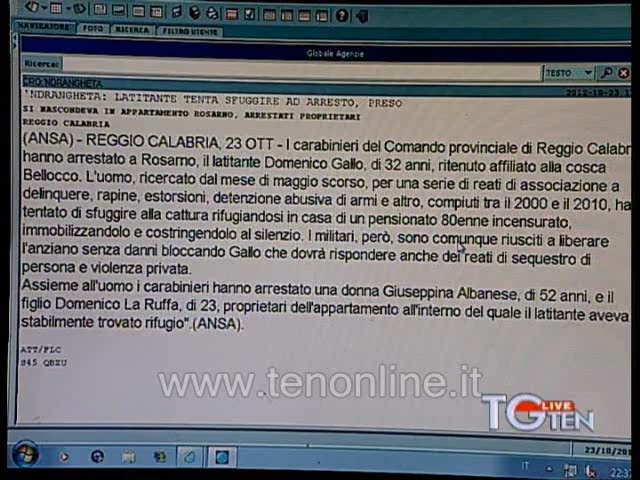 NAVIGATORE FOTO RICERCA FILTRO UTENTE
Globale Agenzie
Ricerca: TESTO
CRO:NDRANGHETA
'NDRANGHETA: LATITANTE TENTA SFUGGIRE AD ARRESTO, PRESO
SI NASCONDEVA IN APPARTAMENTO ROSARNO, ARRESTATI PROPRIETARI
REGGIO CALABRIA
(ANSA) - REGGIO CALABRIA, 23 OTT - I carabinieri del Comando provinciale di Reggio Calabr
hanno arrestato a Rosarno, il latitante Domenico Gallo, di 32 anni, ritenuto affiliato alla cosca
Bellocco. L'uomo, ricercato dal mese di maggio scorso, per una serie di reati di associazione a
delinquere, rapine, estorsioni, detenzione abusiva di armi e altro, compiuti tra il 2000 e il 2010, ha
tentato di sfuggire alla cattura rifugiandosi in casa di un pensionato 80enne incensurato,
immobilizzandolo e costringendolo al silenzio. I militari, però, sono comunque riusciti a liberare
l'anziano senza danni bloccando Gallo che dovrà rispondere anche dei reati di sequestro di
persona e violenza privata.
Assieme all'uomo i carabinieri hanno arrestato una donna Giuseppina Albanese, di 52 anni, e il
figlio Domenico La Ruffa, di 23, proprietari dell'appartamento all'interno del quale il latitante aveva
stabilmente trovato rifugio".(ANSA).
ATT/FLC
S45 QBXU
www.tenonline.it
TG LIVE TEN
23/10/201
IT 22:3